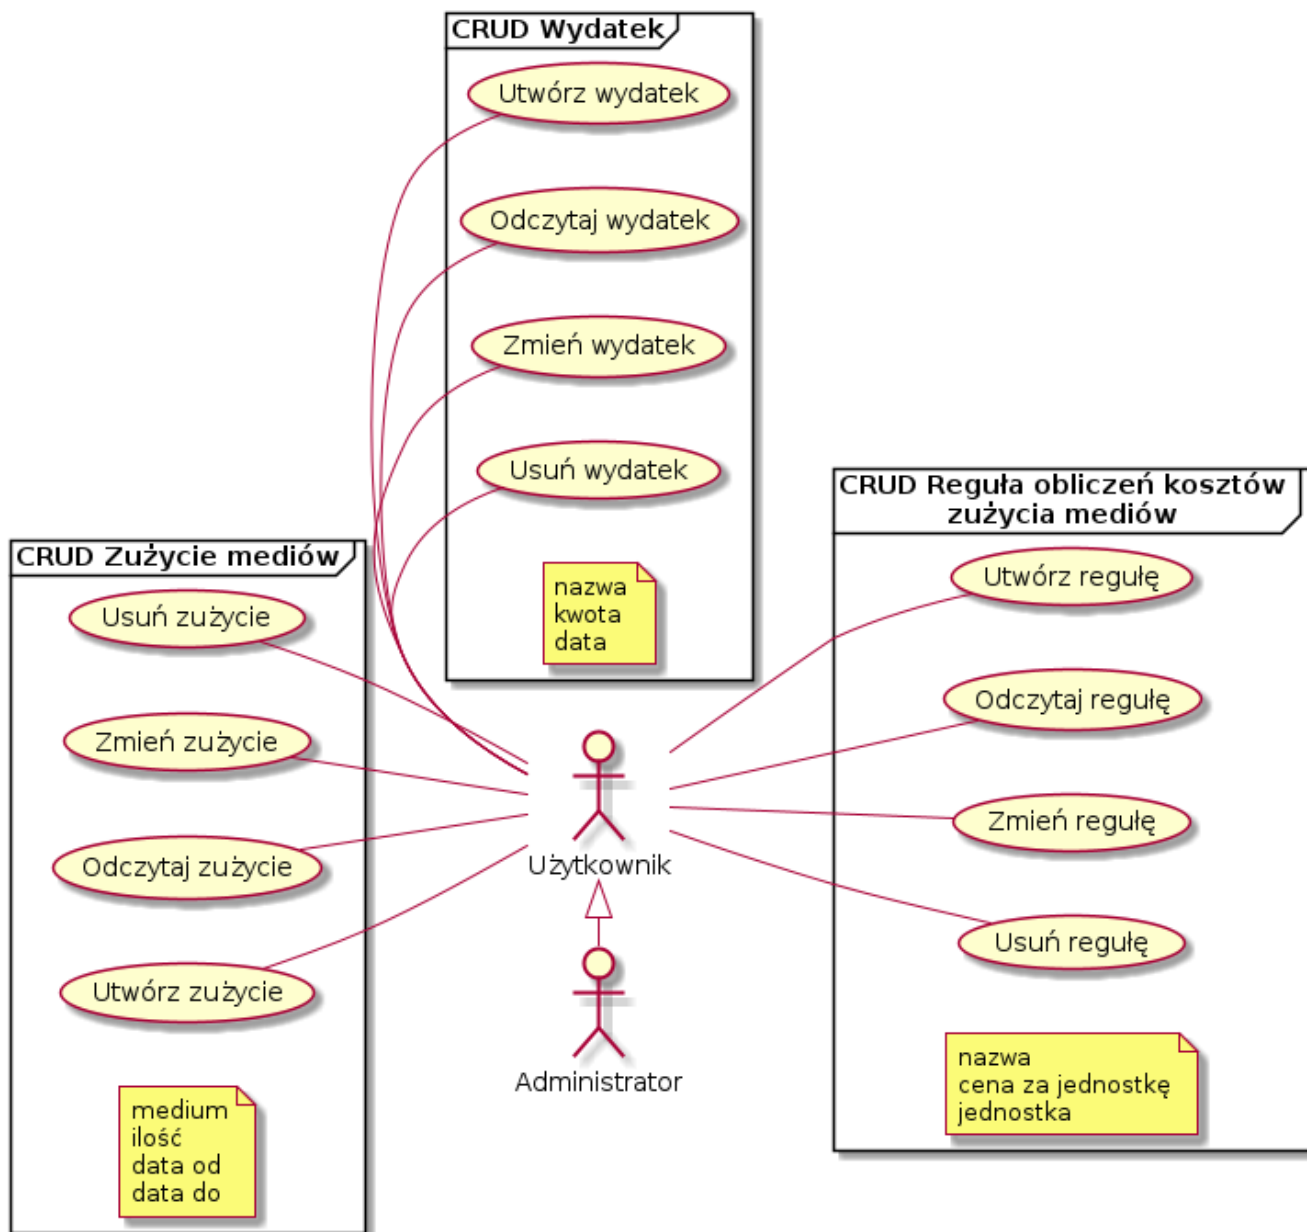 CRUD Wydatek
Utwórz wydatek
Odczytaj wydatek
Zmień wydatek
Usuń wydatek
nazwa
kwota
data
CRUD Zużycie mediów
Usuń zużycie
Zmień zużycie
Odczytaj zużycie
Utwórz zużycie
medium
ilość
data od
data do
Użytkownik
Administrator
CRUD Reguła obliczeń kosztów
zużycia mediów
Utwórz regułę
Odczytaj regułę
Zmień regułę
Usuń regułę
nazwa
cena za jednostkę
jednostka